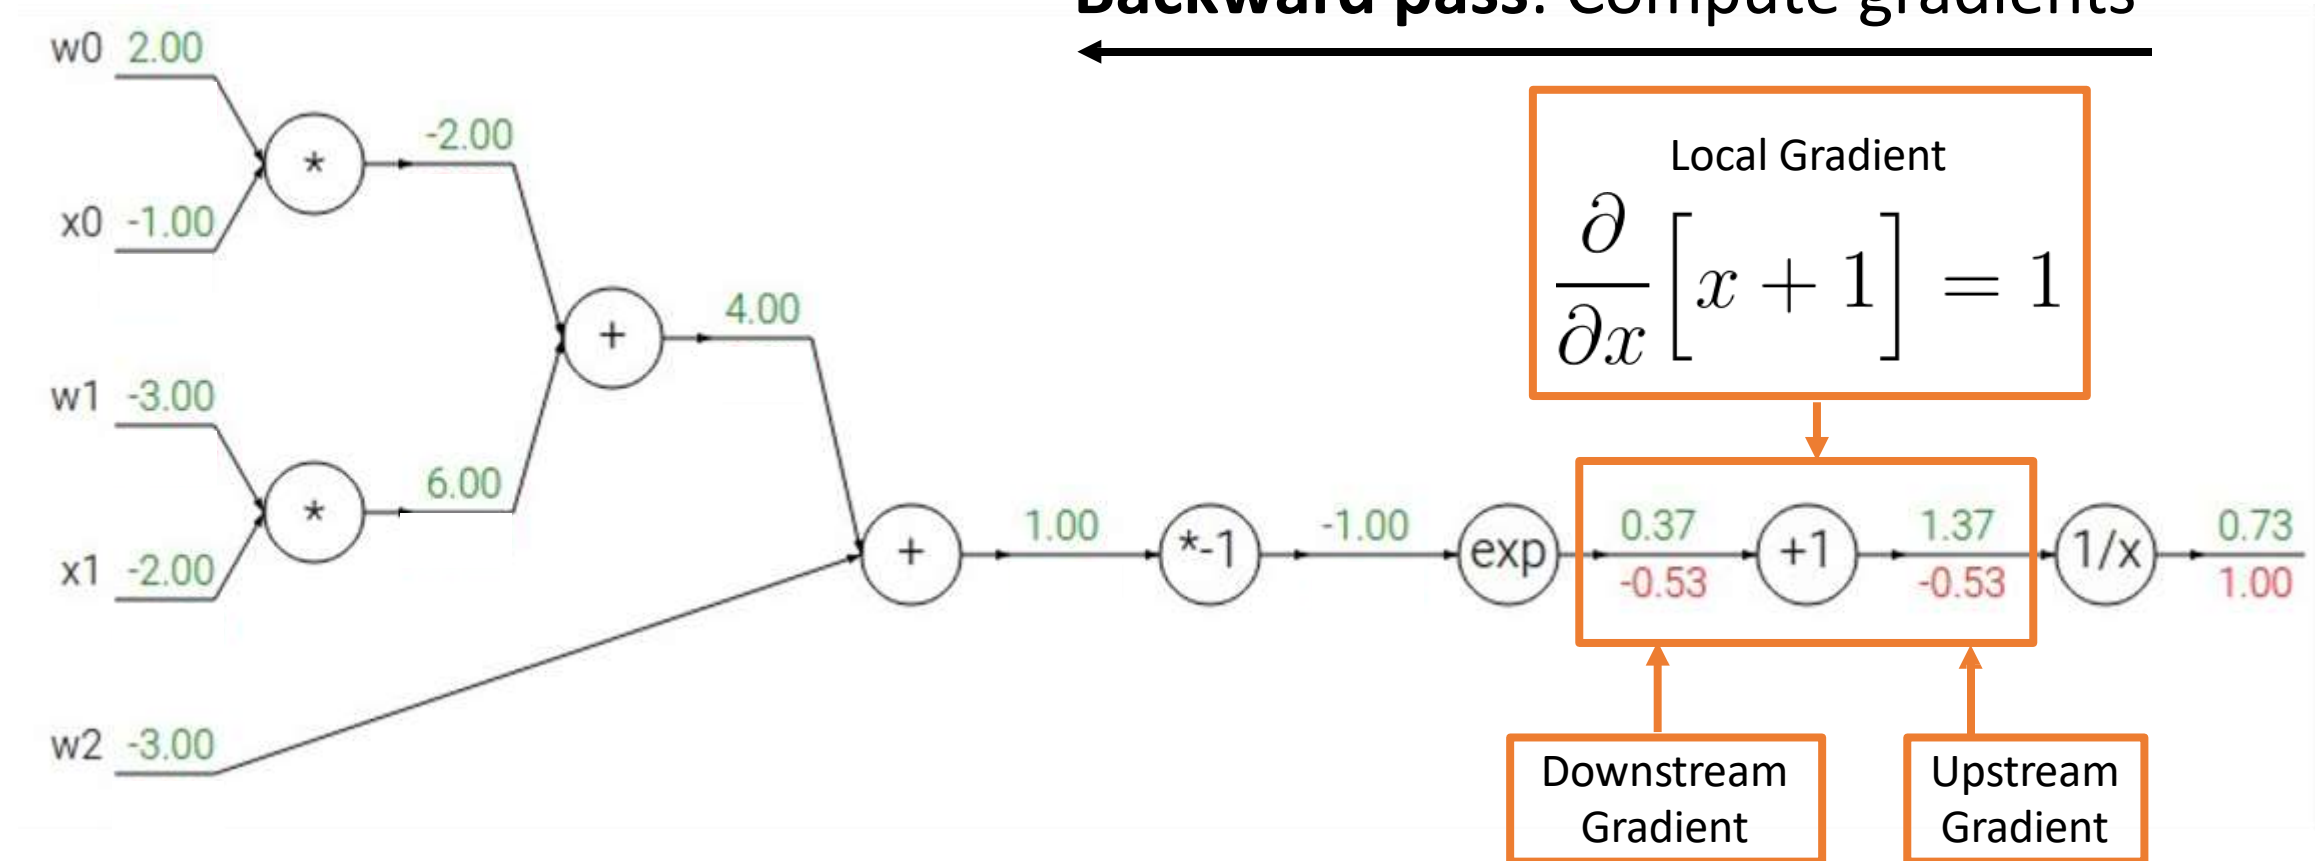 Backward pass: Compute gradients
w0 2.00
-2.00
*
x0 -1.00
Local Gradient
∂/∂x [x + 1] = 1
4.00
+
w1 -3.00
6.00
*
x1 -2.00
1.00
-1.00
0.37
1.37
0.73
+
*-1
exp
+1
1/x
-0.53
-0.53
1.00
w2 -3.00
Downstream
Gradient
Upstream
Gradient